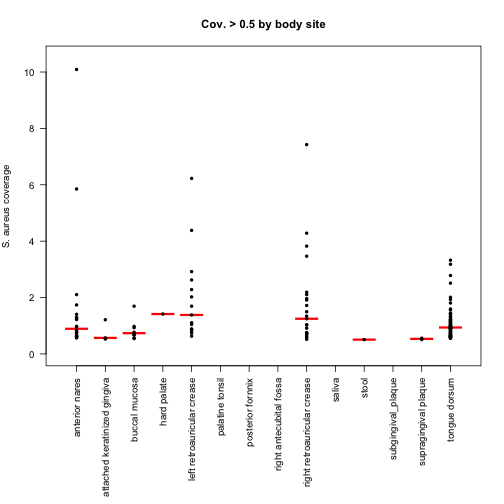 Cov. > 0.5 by body site
S. aureus coverage
10
8
6
4
2
0
anterior nares
attached keratinized gingiva
buccal mucosa
hard palate
left retroauricular crease
palatine tonsil
posterior fornnix
right antecubital fossa
right retroauricular crease
saliva
stool
subgingival_plaque
supragingival plaque
tongue dorsum